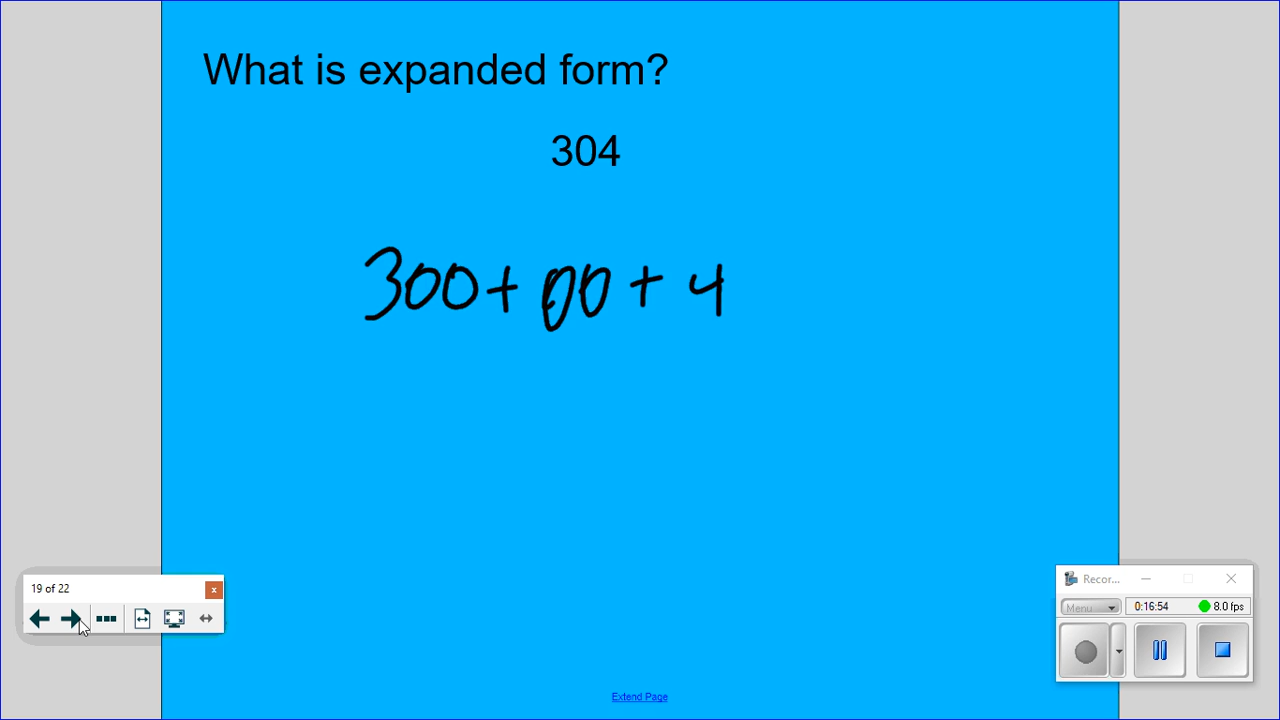 What is expanded form?
304
300+ 00 + 4
19 of 22
x
Recor...
Menu
0:16:54
8.0 fps
Extend Page